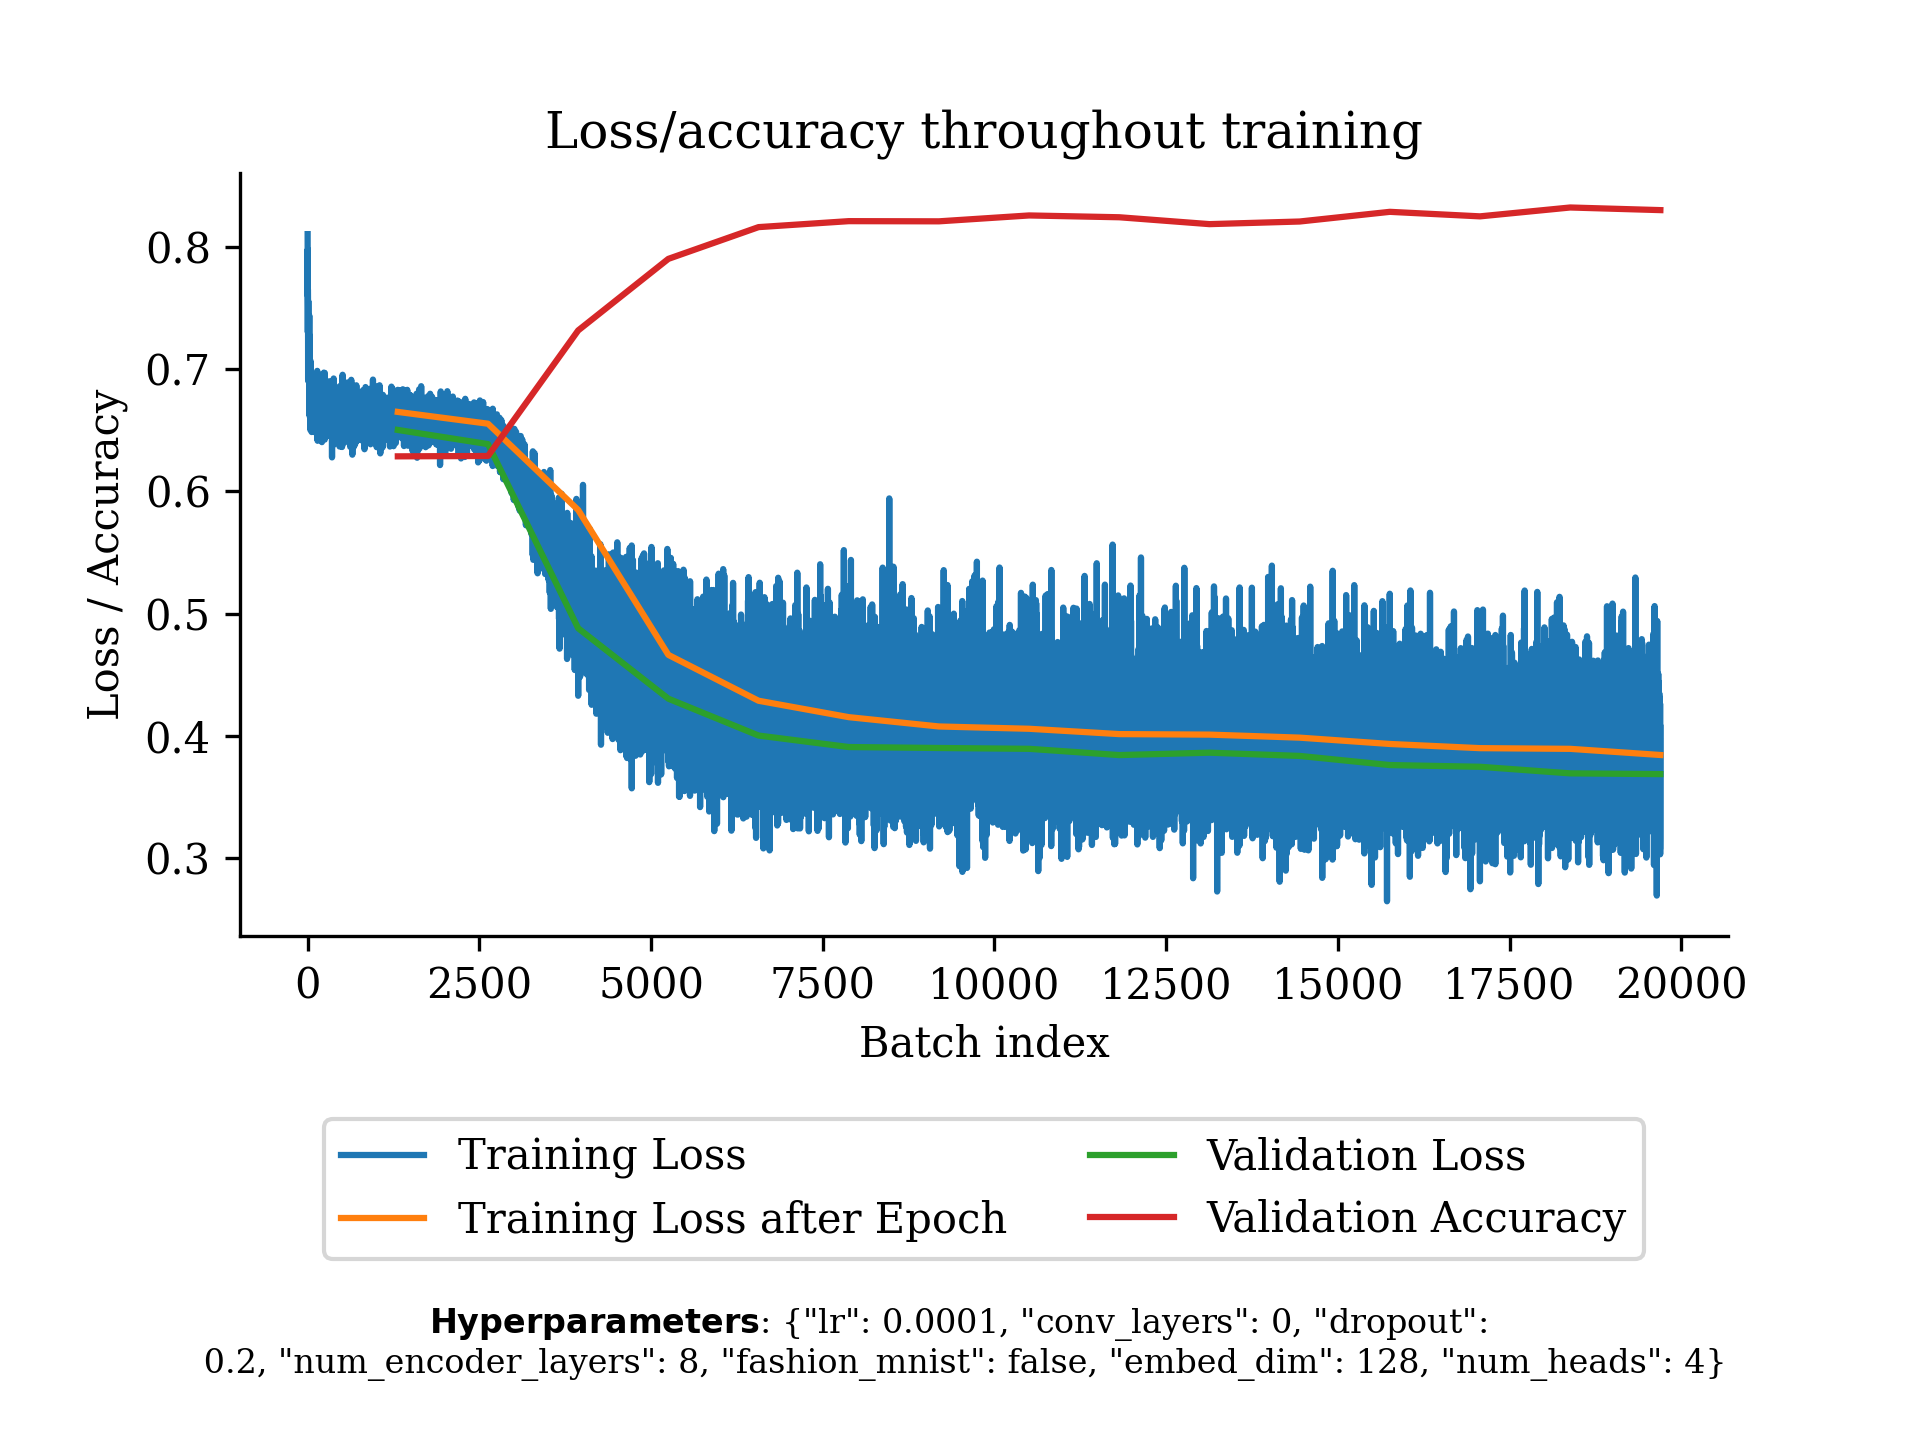 Loss/accuracy throughout training
Loss / Accuracy
0.8
0.7
0.6
0.5
0.4
0.3
0 2500 5000 7500 10000 12500 15000 17500 20000
Batch index
Training Loss Validation Loss
Training Loss after Epoch Validation Accuracy
Hyperparameters: {"lr": 0.0001, "conv_layers": 0, "dropout":
0.2, "num_encoder_layers": 8, "fashion_mnist": false, "embed_dim": 128, "num_heads": 4}